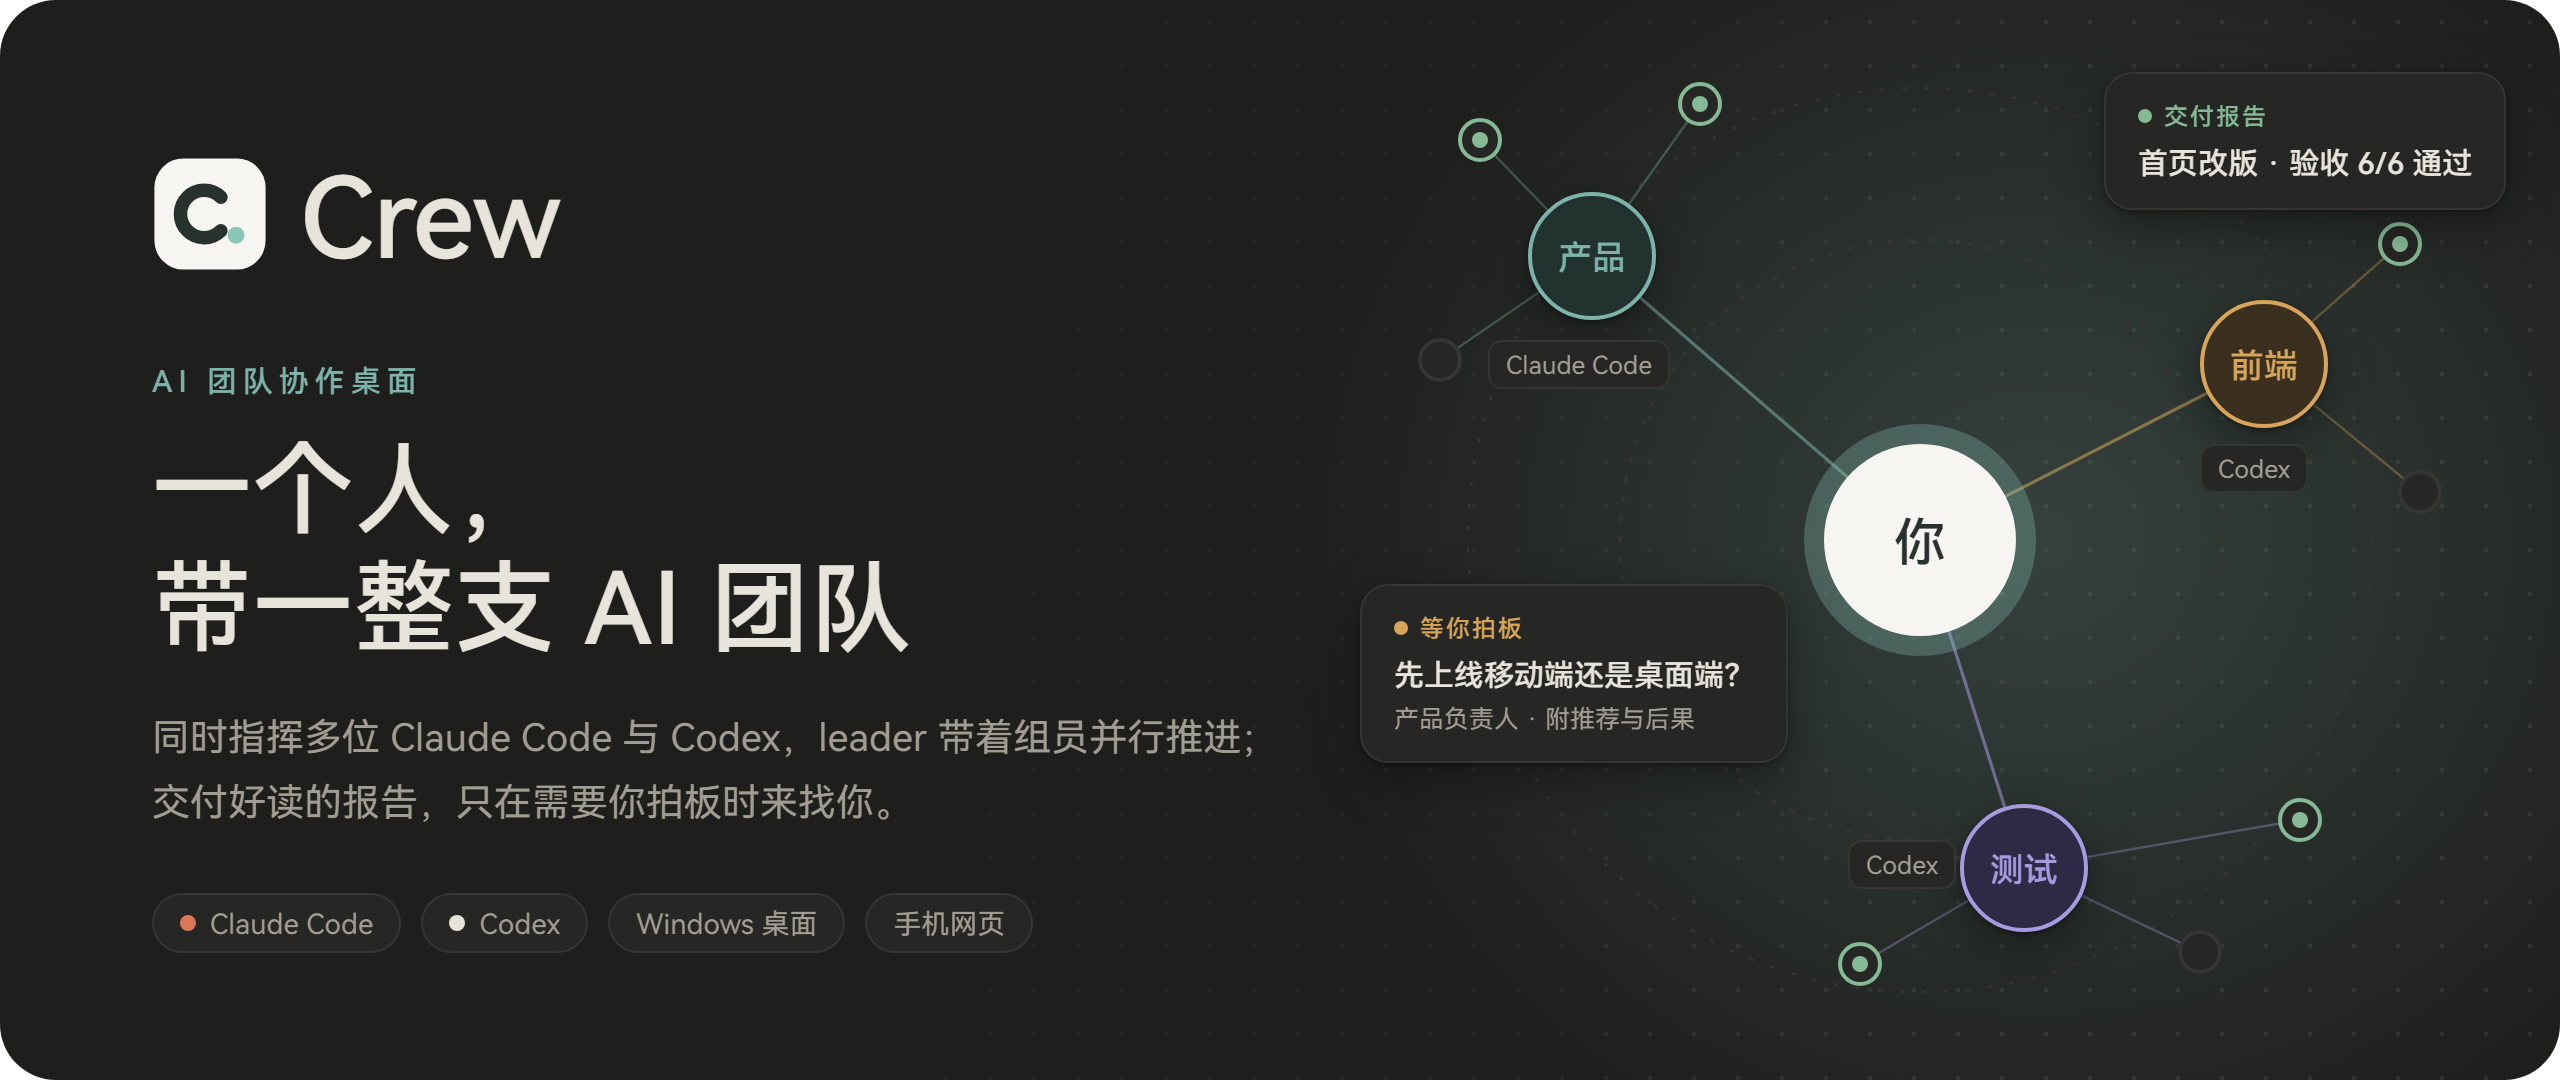 C.
Crew
AI 团队协作桌面
一个人，
带一整支 AI 团队
同时指挥多位 Claude Code 与 Codex，leader 带着组员并行推进；
交付好读的报告，只在需要你拍板时来找你。
Claude Code
Codex
Windows 桌面
手机网页
交付报告
首页改版 · 验收 6/6 通过
产品
Claude Code
前端
Codex
你
等你拍板
先上线移动端还是桌面端？
产品负责人 · 附推荐与后果
Codex
测试